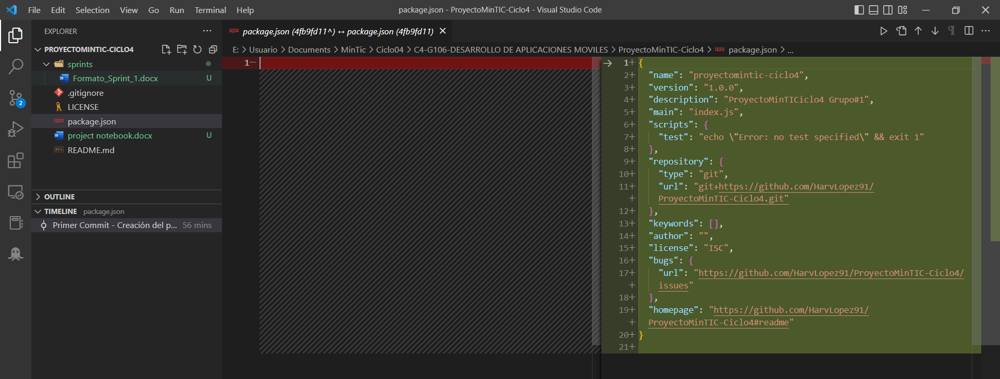 File Edit Selection View Go Run Terminal Help
package.json - ProyectoMinTIC-Ciclo4 - Visual Studio Code
EXPLORER
PROYECTOMINTIC-CICLO4
sprints
Formato_Sprint_1.docx U
.gitignore
LICENSE
2
package.json
project notebook.docx U
README.md
OUTLINE
TIMELINE package.json
Primer Commit - Creación del p... 56 mins
package.json (4fb9fd11^) ↔ package.json (4fb9fd11)
E: > Usuario > Documents > MinTic > Ciclo04 > C4-G106-DESARROLLO DE APLICACIONES MOVILES > ProyectoMinTIC-Ciclo4 > package.json > ...
1−
1+ {
2+ "name": "proyectomintic-ciclo4",
3+ "version": "1.0.0",
4+ "description": "ProyectoMinTICiclo4 Grupo#1",
5+ "main": "index.js",
6+ "scripts": {
7+ "test": "echo \"Error: no test specified\" && exit 1"
8+ },
9+ "repository": {
10+ "type": "git",
11+ "url": "git+https://github.com/HarvLopez91/
+ ProyectoMinTIC-Ciclo4.git"
12+ },
13+ "keywords": [],
14+ "author": "",
15+ "license": "ISC",
16+ "bugs": {
17+ "url": "https://github.com/HarvLopez91/ProyectoMinTIC-Ciclo4/
+ issues"
18+ },
19+ "homepage": "https://github.com/HarvLopez91/
+ ProyectoMinTIC-Ciclo4#readme"
20+ }
21+